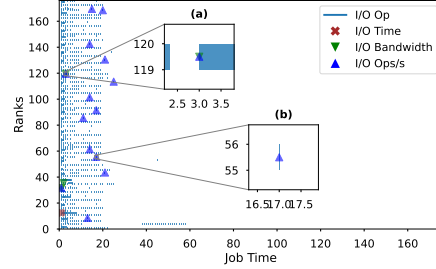 (a)
I/O Op
I/O Time
I/O Bandwidth
I/O Ops/s
160
140
120
100
80
60
40
20
0
Ranks
120
119
2.5 3.0 3.5
(b)
56
55
16.5 17.0 17.5
0 20 40 60 80 100 120 140 160
Job Time